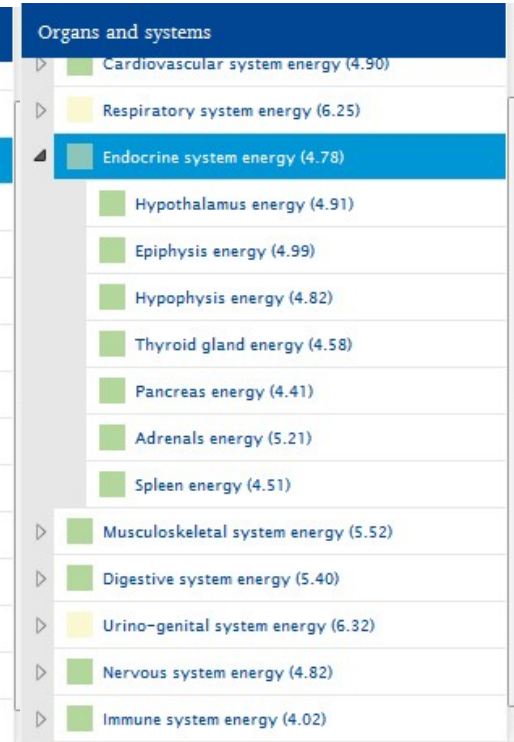 Organs and systems
Cardiovascular system energy (4.90)
Respiratory system energy (6.25)
Endocrine system energy (4.78)
Hypothalamus energy (4.91)
Epiphysis energy (4.99)
Hypophysis energy (4.82)
Thyroid gland energy (4.58)
Pancreas energy (4.41)
Adrenals energy (5.21)
Spleen energy (4.51)
Musculoskeletal system energy (5.52)
Digestive system energy (5.40)
Urino-genital system energy (6.32)
Nervous system energy (4.82)
Immune system energy (4.02)